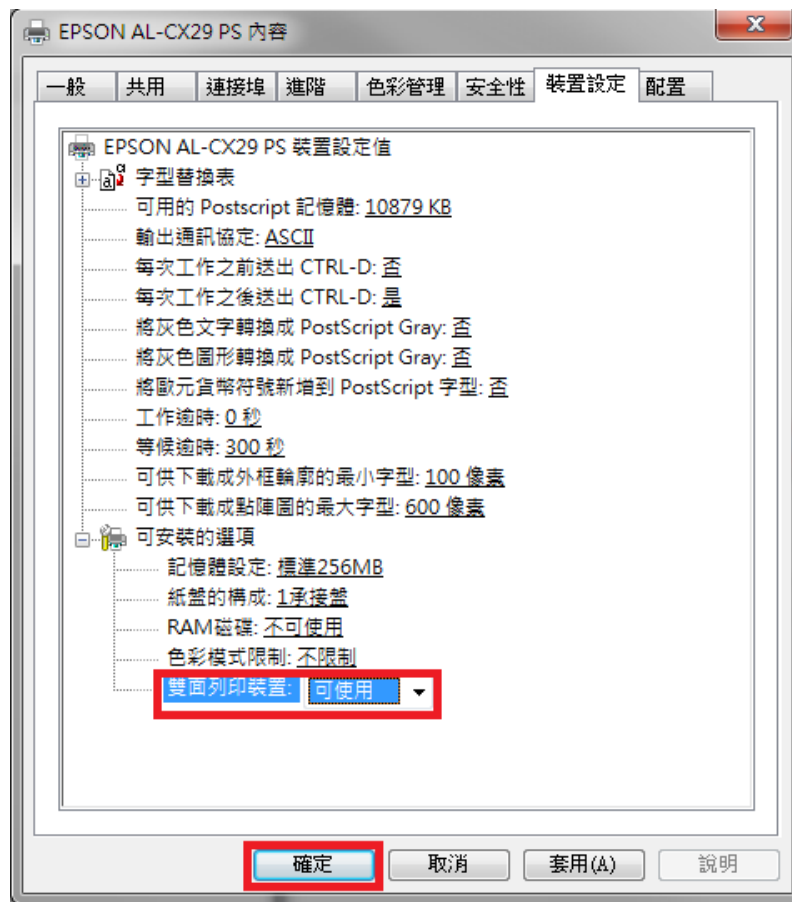 EPSON AL-CX29 PS 內容
一般 共用 連接埠 進階 色彩管理 安全性 裝置設定 配置
EPSON AL-CX29 PS 裝置設定值
字型替換表
可用的 Postscript 記憶體: 10879 KB
輸出通訊協定: ASCII
每次工作之前送出 CTRL-D: 否
每次工作之後送出 CTRL-D: 是
將灰色文字轉換成 PostScript Gray: 否
將灰色圖形轉換成 PostScript Gray: 否
將歐元貨幣符號新增到 PostScript 字型: 否
工作逾時: 0 秒
等候逾時: 300 秒
可供下載成外框輪廓的最小字型: 100 像素
可供下載成點陣圖的最大字型: 600 像素
可安裝的選項
記憶體設定: 標準256MB
紙盤的構成: 1承接盤
RAM磁碟: 不可使用
色彩模式限制: 不限制
雙面列印裝置: 可使用
確定 取消 套用(A) 說明